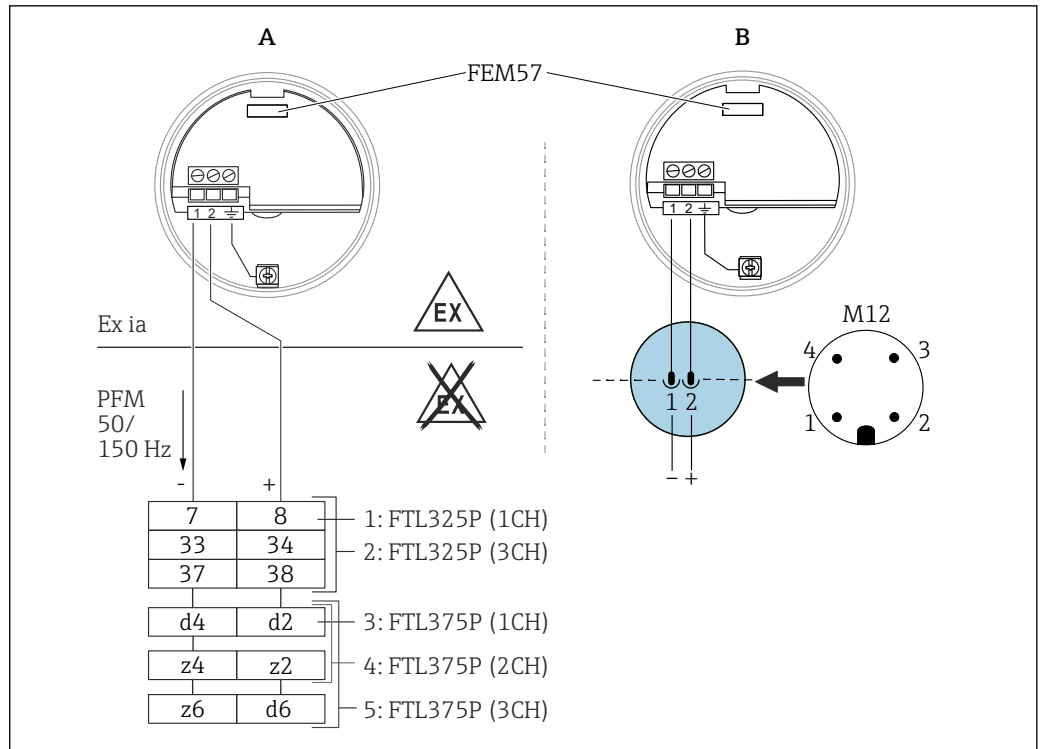 A B
FEM57
1 2
1 2
Ex ia
EX
M12
4 3
1 2
1 2
- +
EX
PFM
50/
150 Hz
- +
7 8 1: FTL325P (1CH)
33 34 2: FTL325P (3CH)
37 38
d4 d2 3: FTL375P (1CH)
z4 z2 4: FTL375P (2CH)
z6 d6 5: FTL375P (3CH)